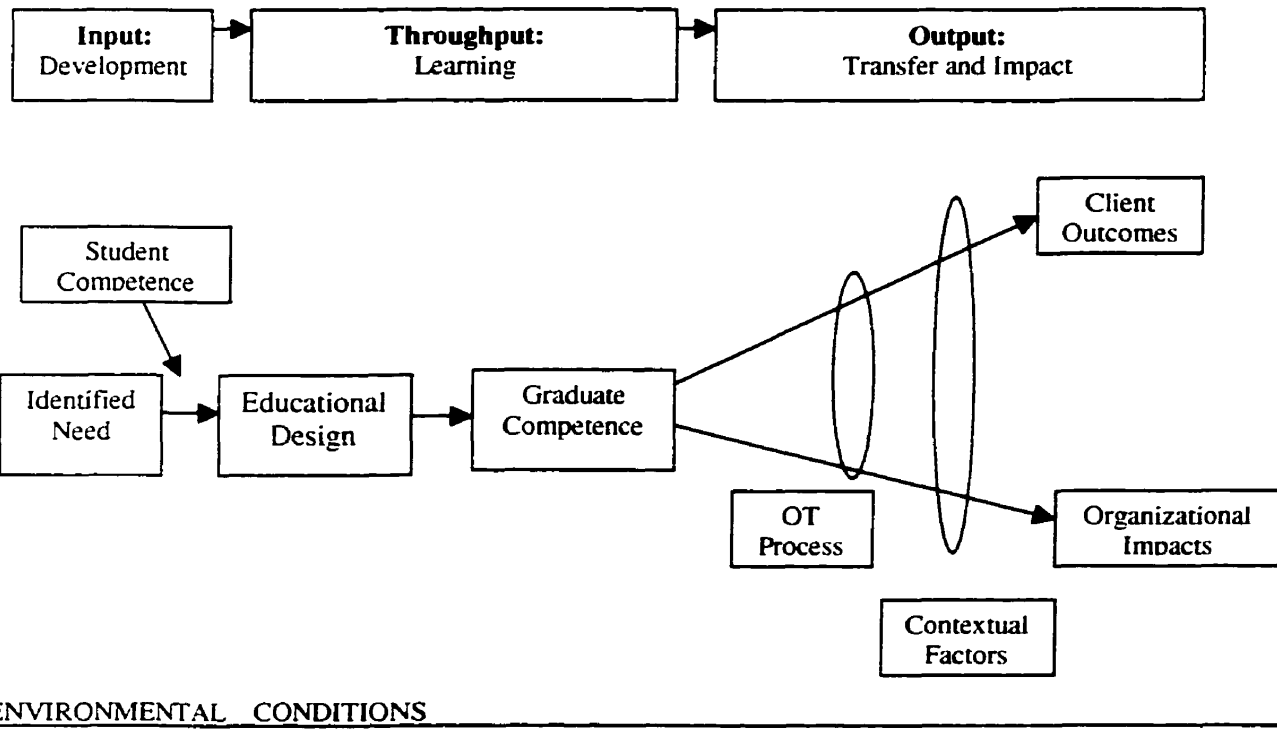 Input:
Development
Throughput:
Learning
Output:
Transfer and Impact
Client
Outcomes
Student
Competence
Identified
Need
Educational
Design
Graduate
Competence
OT
Process
Organizational
Impacts
Contextual
Factors
ENVIRONMENTAL CONDITIONS